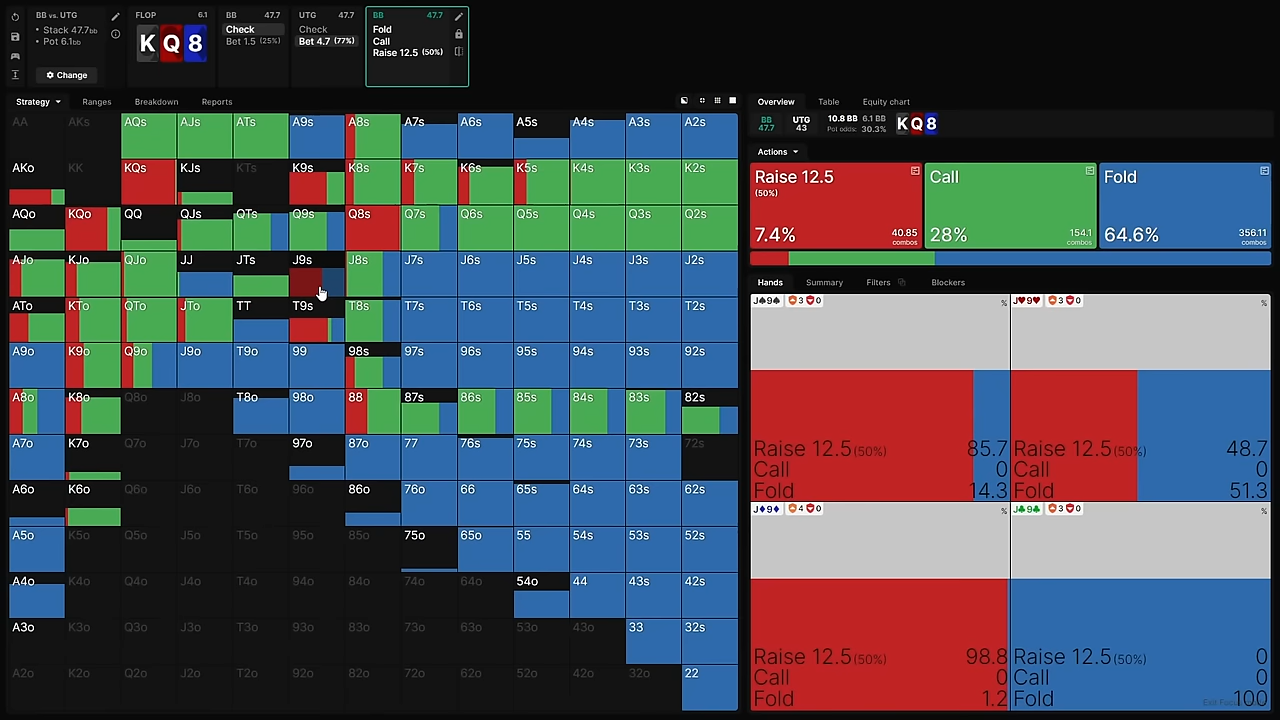 BB vs. UTG
• Stack 47.7bb
• Pot 6.1bb
Change
FLOP 6.1
K Q 8
BB 47.7
Check
Bet 1.5 (25%)
UTG 47.7
Check
Bet 4.7 (77%)
BB 47.7
Fold
Call
Raise 12.5 (50%)
Strategy Ranges Breakdown Reports
AA AKs AQs AJs ATs A9s A8s A7s A6s A5s A4s A3s A2s
AKo KK KQs KJs KTs K9s K8s K7s K6s K5s K4s K3s K2s
AQo KQo QQ QJs QTs Q9s Q8s Q7s Q6s Q5s Q4s Q3s Q2s
AJo KJo QJo JJ JTs J9s J8s J7s J6s J5s J4s J3s J2s
ATo KTo QTo JTo TT T9s T8s T7s T6s T5s T4s T3s T2s
A9o K9o Q9o J9o T9o 99 98s 97s 96s 95s 94s 93s 92s
A8o K8o Q8o J8o T8o 98o 88 87s 86s 85s 84s 83s 82s
A7o K7o Q7o J7o T7o 97o 87o 77 76s 75s 74s 73s 72s
A6o K6o Q6o J6o T6o 96o 86o 76o 66 65s 64s 63s 62s
A5o K5o Q5o J5o T5o 95o 85o 75o 65o 55 54s 53s 52s
A4o K4o Q4o J4o T4o 94o 84o 74o 64o 54o 44 43s 42s
A3o K3o Q3o J3o T3o 93o 83o 73o 63o 53o 43o 33 32s
A2o K2o Q2o J2o T2o 92o 82o 72o 62o 52o 42o 32o 22
Overview Table Equity chart
BB
47.7
UTG
43
10.8 BB 6.1 BB
Pot odds: 30.3%
K Q 8
Actions
Raise 12.5
(50%)
7.4%
40.85
combos
Call
28%
154.1
combos
Fold
64.6%
356.11
combos
Hands Summary Filters Blockers
J♠9♠ 3 0 %
Raise 12.5 (50%) 85.7
Call 0
Fold 14.3
J♥9♥ 3 0 %
Raise 12.5 (50%) 48.7
Call 0
Fold 51.3
J♦9♦ 4 0 %
Raise 12.5 (50%) 98.8
Call 0
Fold 1.2
J♣9♣ 3 0 %
Raise 12.5 (50%) 0
Call 0
Fold 100